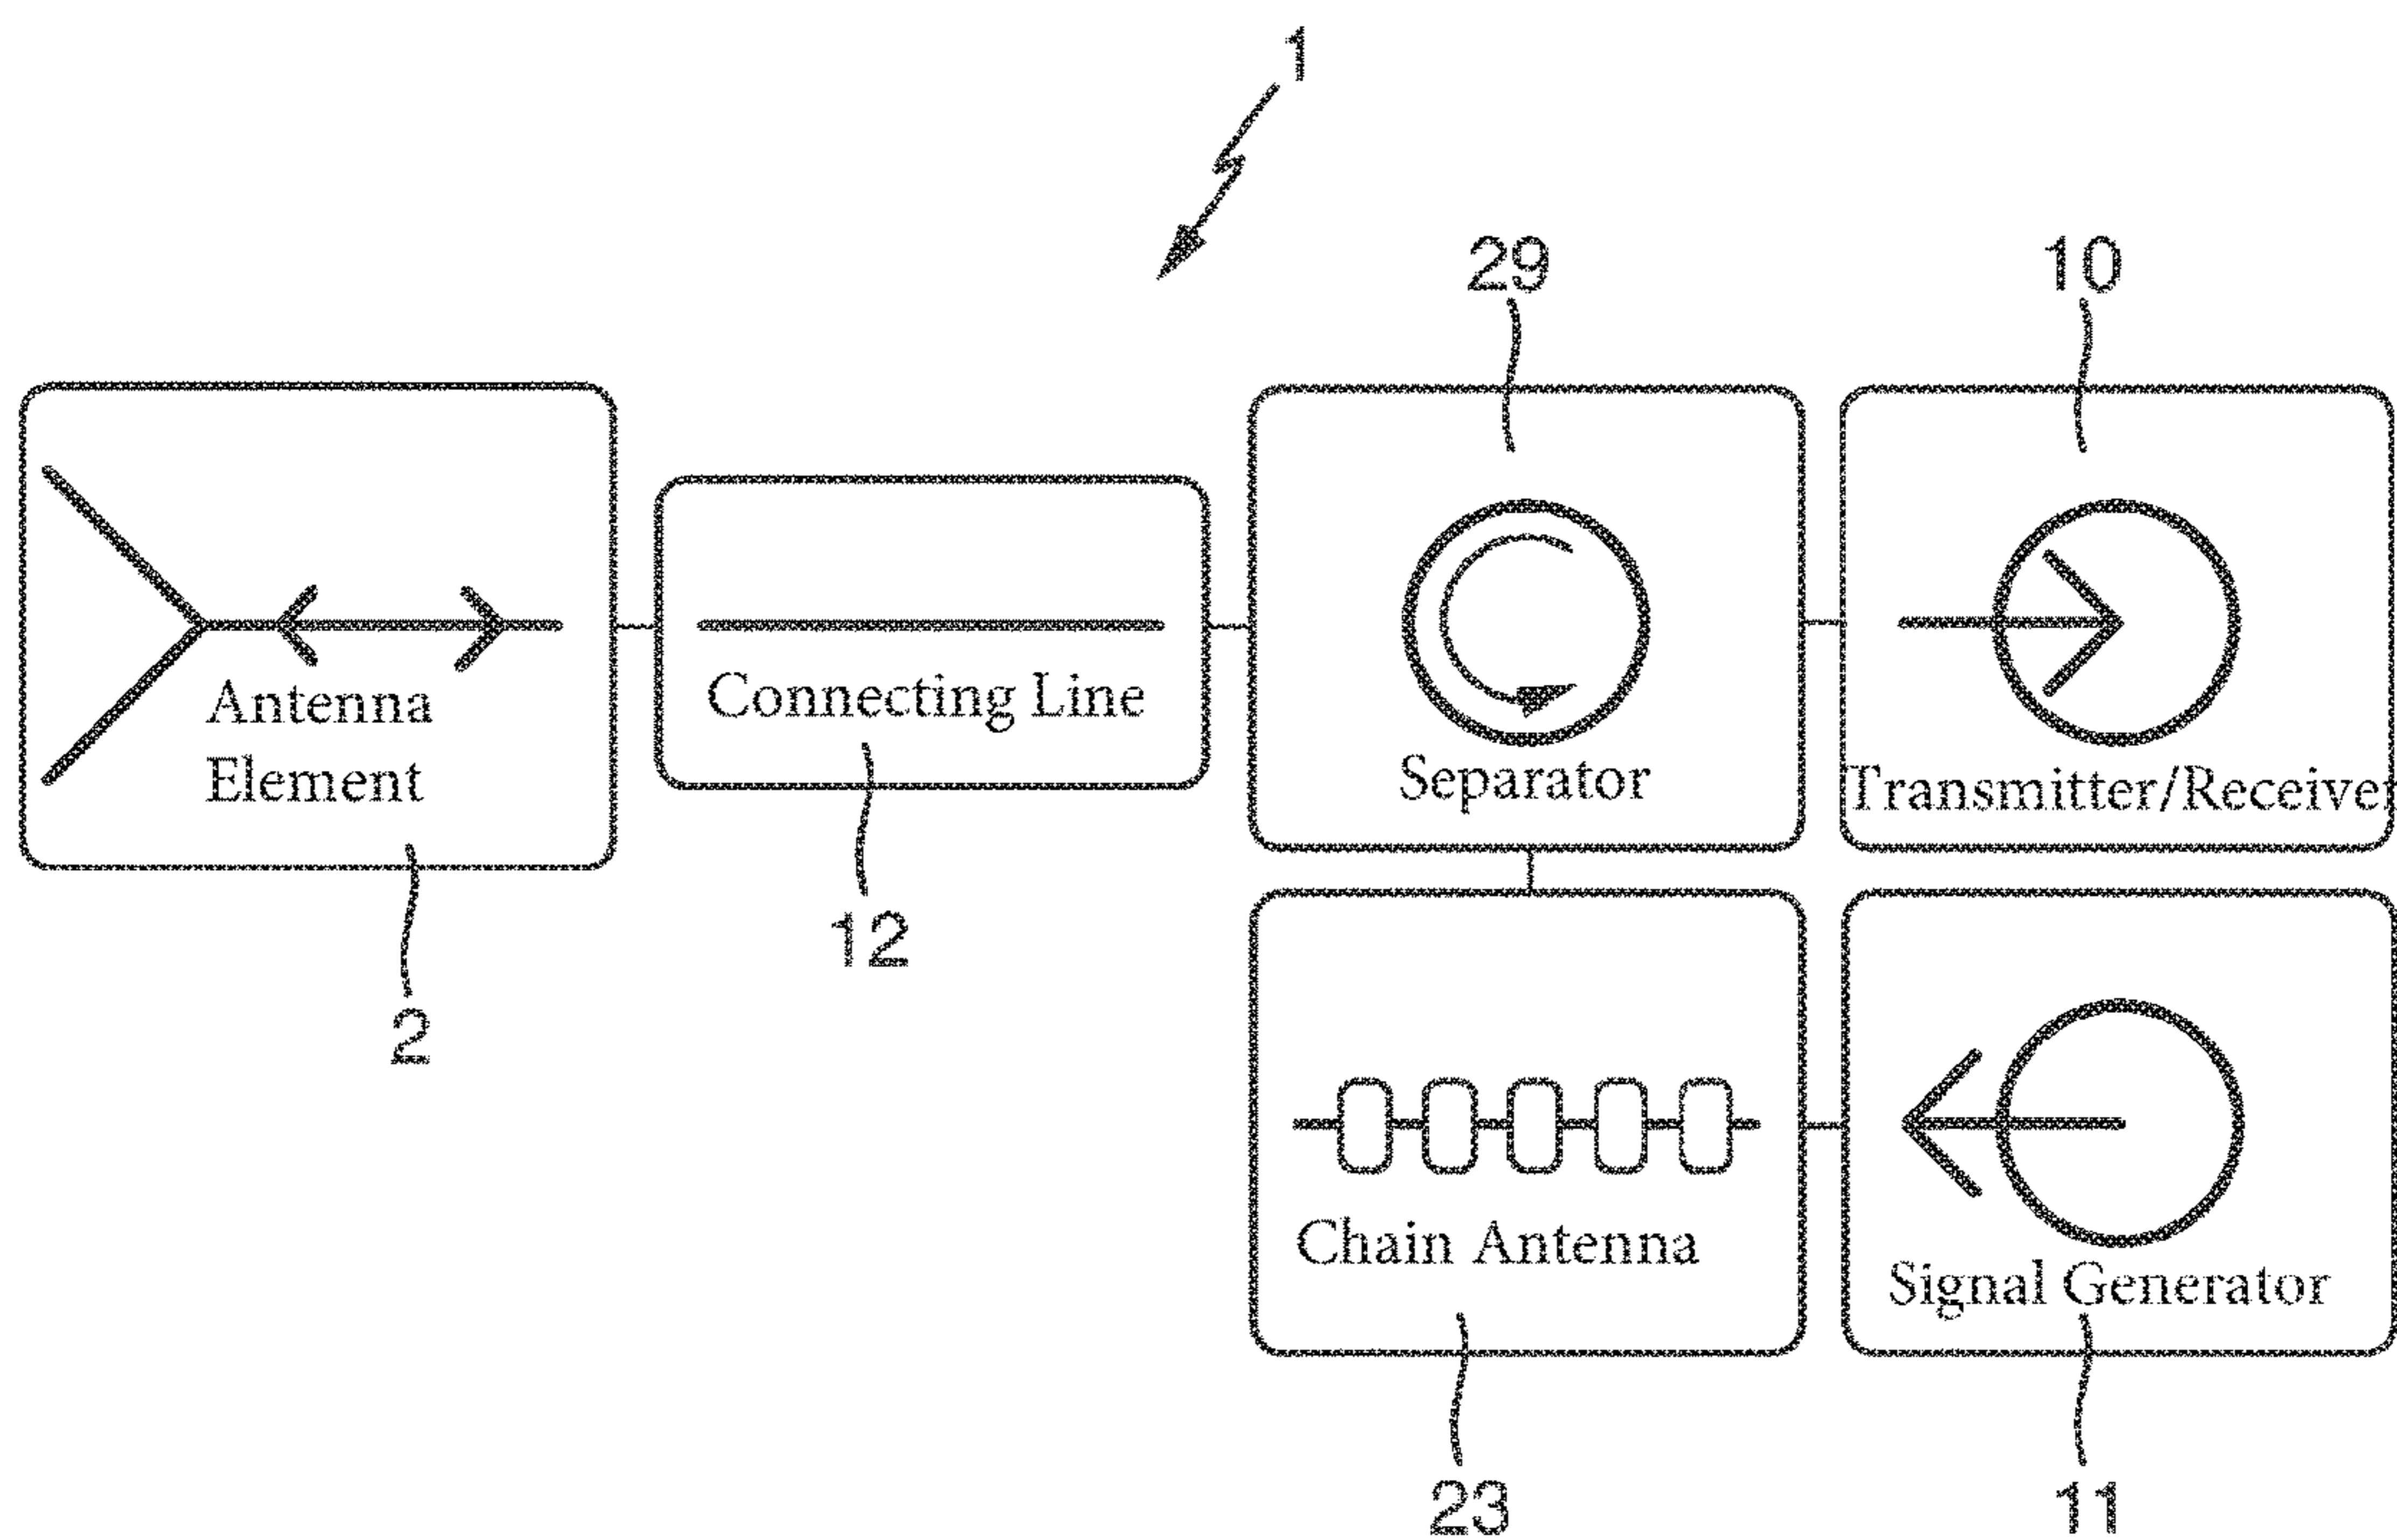 1
29
10
Antenna
Element
Connecting Line
Separator
Transmitter/Receiver
12
2
Chain Antenna
Signal Generator
23
11